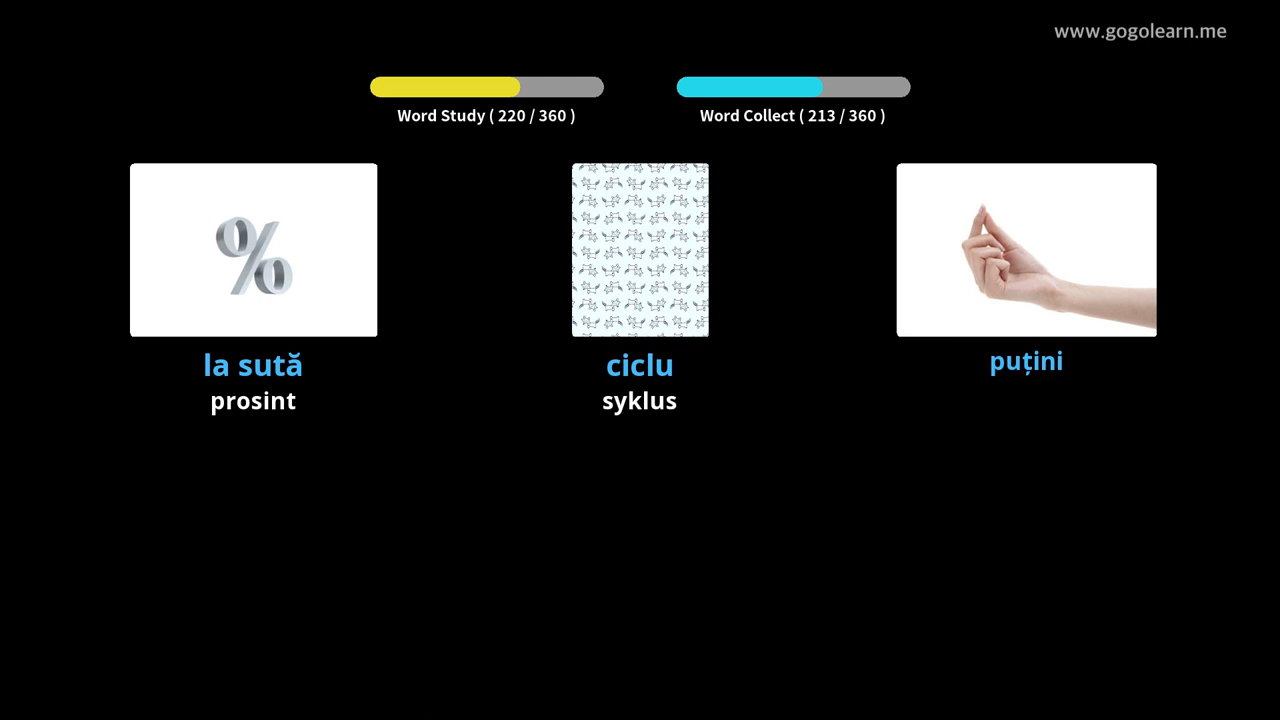 www.gogolearn.me
Word Study ( 220 / 360 )
Word Collect ( 213 / 360 )
%
la sută
prosint
ciclu
syklus
puțini